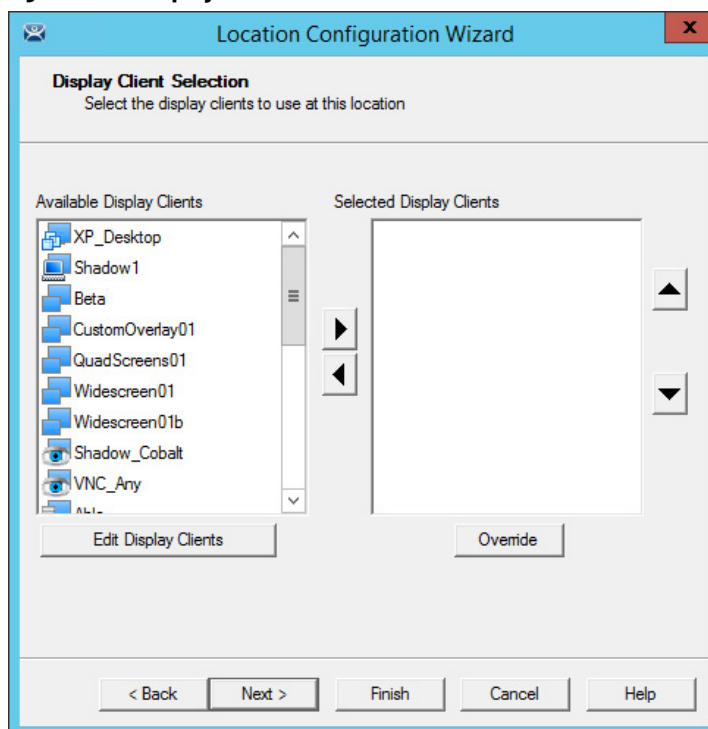 Location Configuration Wizard
x
Display Client Selection
Select the display clients to use at this location
Available Display Clients
Selected Display Clients
XP_Desktop
Shadow1
Beta
CustomOverlay01
QuadScreens01
Widescreen01
Widescreen01b
Shadow_Cobalt
VNC_Any
Edit Display Clients
Override
< Back
Next >
Finish
Cancel
Help